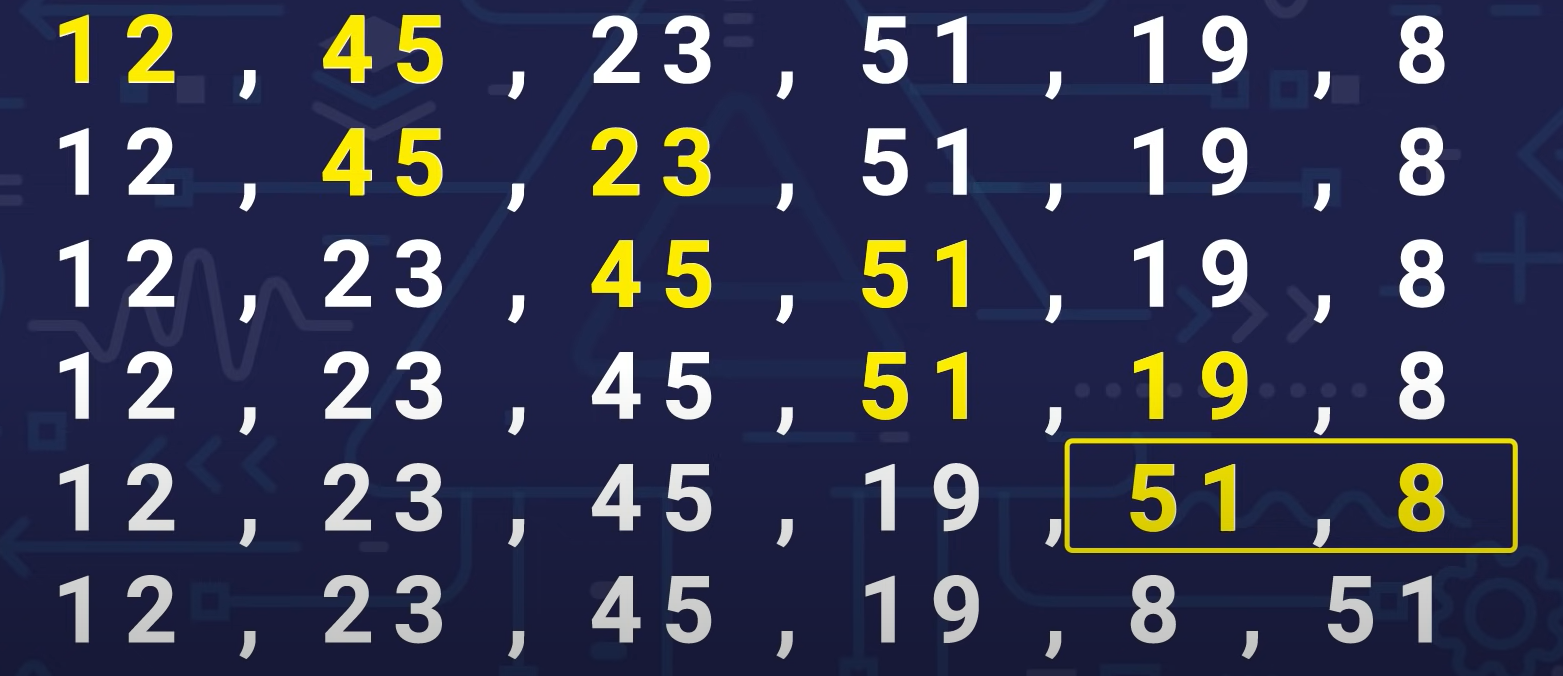 12, 45, 23, 51, 19, 8
12, 45, 23, 51, 19, 8
12, 23, 45, 51, 19, 8
12, 23, 45, 51, 19, 8
12, 23, 45, 19, 51, 8
12, 23, 45, 19, 8, 51